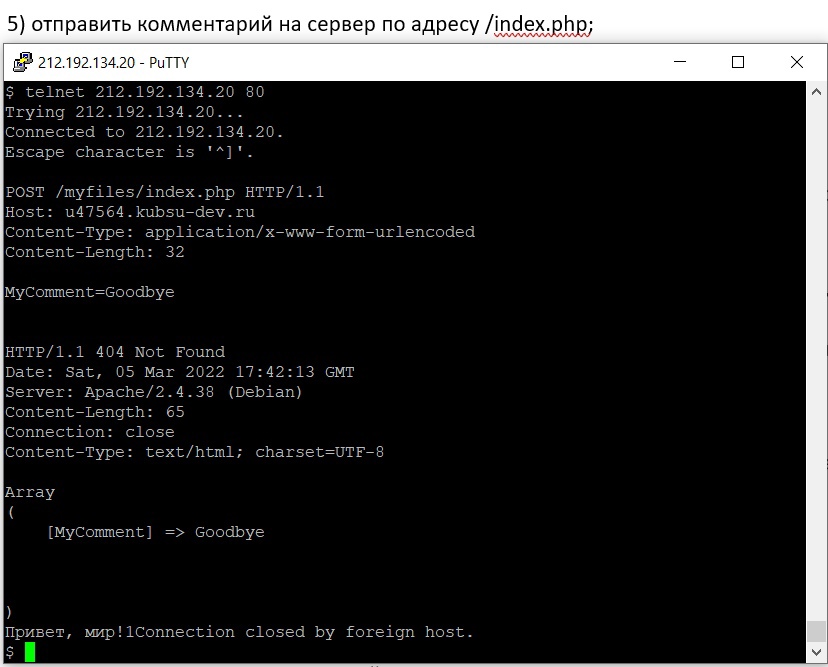 5) отправить комментарий на сервер по адресу /index.php;
212.192.134.20 - PuTTY
$ telnet 212.192.134.20 80
Trying 212.192.134.20...
Connected to 212.192.134.20.
Escape character is '^]'.
POST /myfiles/index.php HTTP/1.1
Host: u47564.kubsu-dev.ru
Content-Type: application/x-www-form-urlencoded
Content-Length: 32
MyComment=Goodbye
HTTP/1.1 404 Not Found
Date: Sat, 05 Mar 2022 17:42:13 GMT
Server: Apache/2.4.38 (Debian)
Content-Length: 65
Connection: close
Content-Type: text/html; charset=UTF-8
Array
(
    [MyComment] => Goodbye
)
Привет, мир!1Connection closed by foreign host.
$